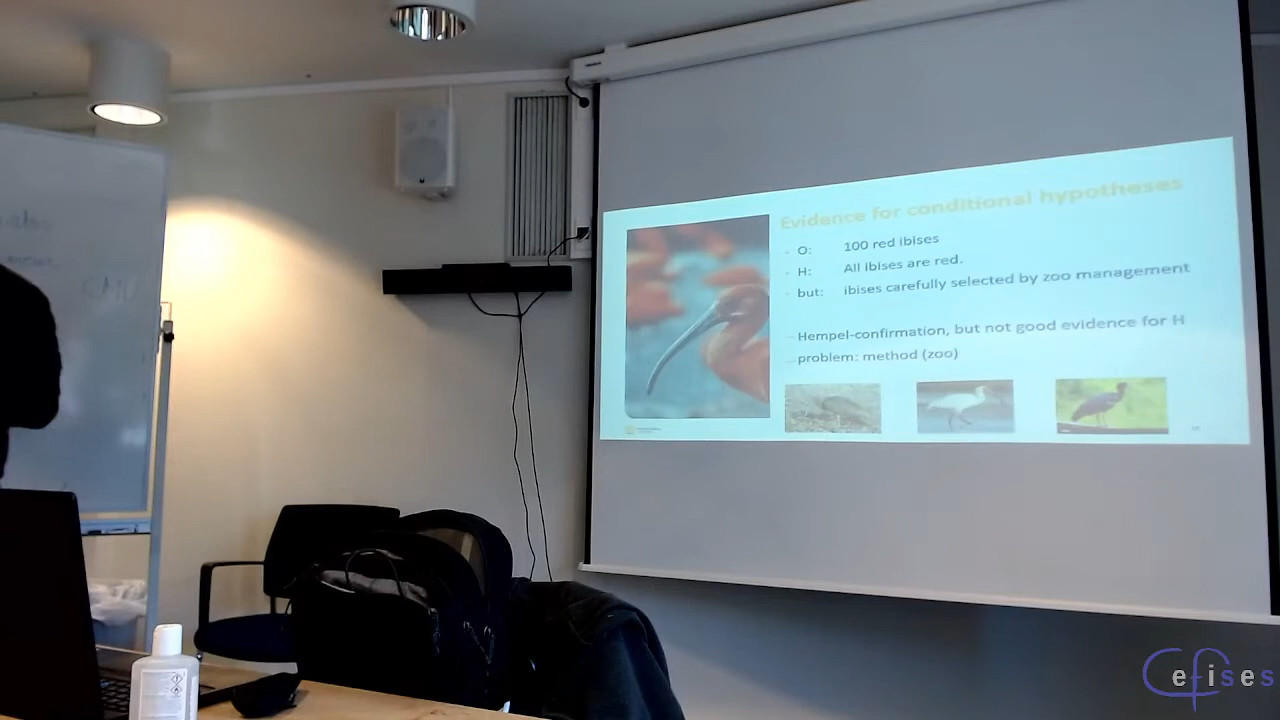 Evidence for conditional hypotheses
- O: 100 red ibises
- H: All ibises are red.
- but: ibises carefully selected by zoo management
- Hempel-confirmation, but not good evidence for H
- problem: method (zoo)
CMU
efises